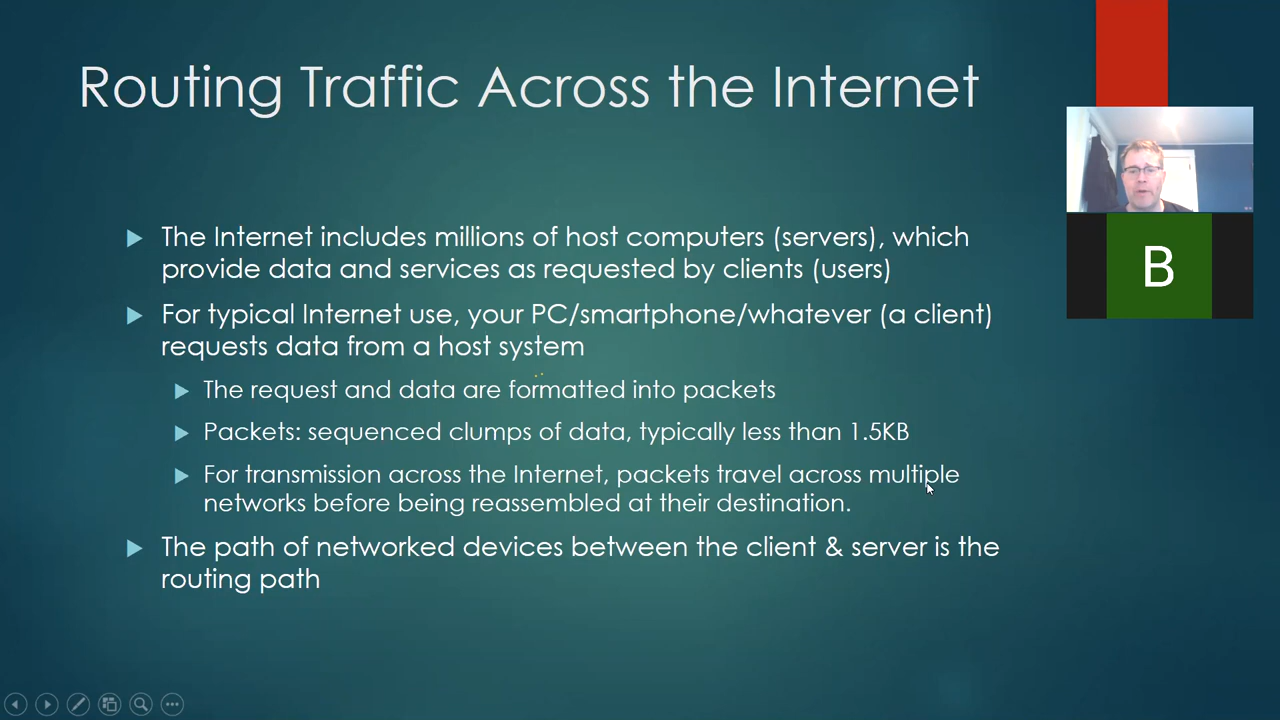 Routing Traffic Across the Internet
The Internet includes millions of host computers (servers), which
provide data and services as requested by clients (users)
For typical Internet use, your PC/smartphone/whatever (a client)
requests data from a host system
The request and data are formatted into packets
Packets: sequenced clumps of data, typically less than 1.5KB
For transmission across the Internet, packets travel across multiple
networks before being reassembled at their destination.
The path of networked devices between the client & server is the
routing path
B